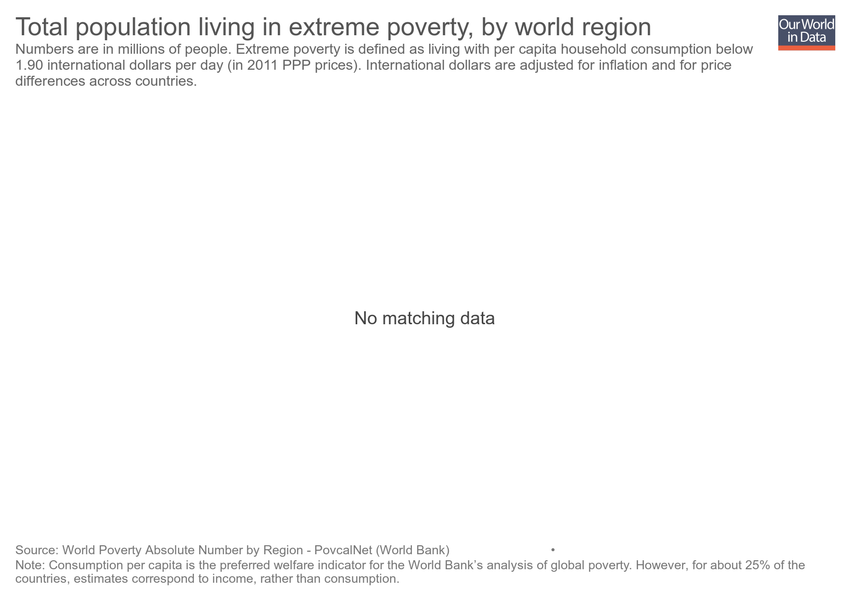 Total population living in extreme poverty, by world region
Our World
in Data
Numbers are in millions of people. Extreme poverty is defined as living with per capita household consumption below
1.90 international dollars per day (in 2011 PPP prices). International dollars are adjusted for inflation and for price
differences across countries.
No matching data
Source: World Poverty Absolute Number by Region - PovcalNet (World Bank) •
Note: Consumption per capita is the preferred welfare indicator for the World Bank's analysis of global poverty. However, for about 25% of the
countries, estimates correspond to income, rather than consumption.